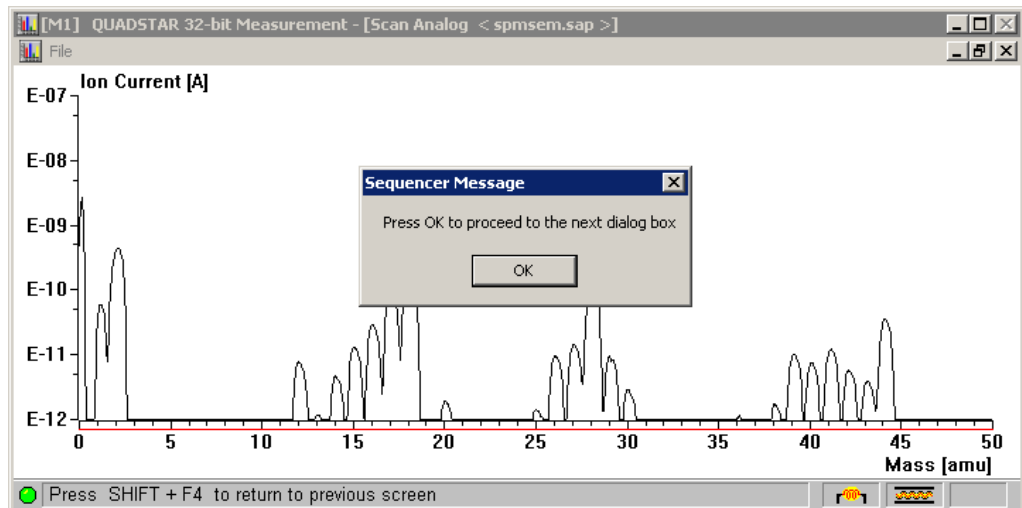 [M1] QUADSTAR 32-bit Measurement - [Scan Analog < spmsem.sap >]
File
Ion Current [A]
E-07
E-08
Sequencer Message
Press OK to proceed to the next dialog box
E-09
OK
E-10
E-11
E-12
0 5 10 15 20 25 30 35 40 45 50
Mass [amu]
Press SHIFT + F4 to return to previous screen